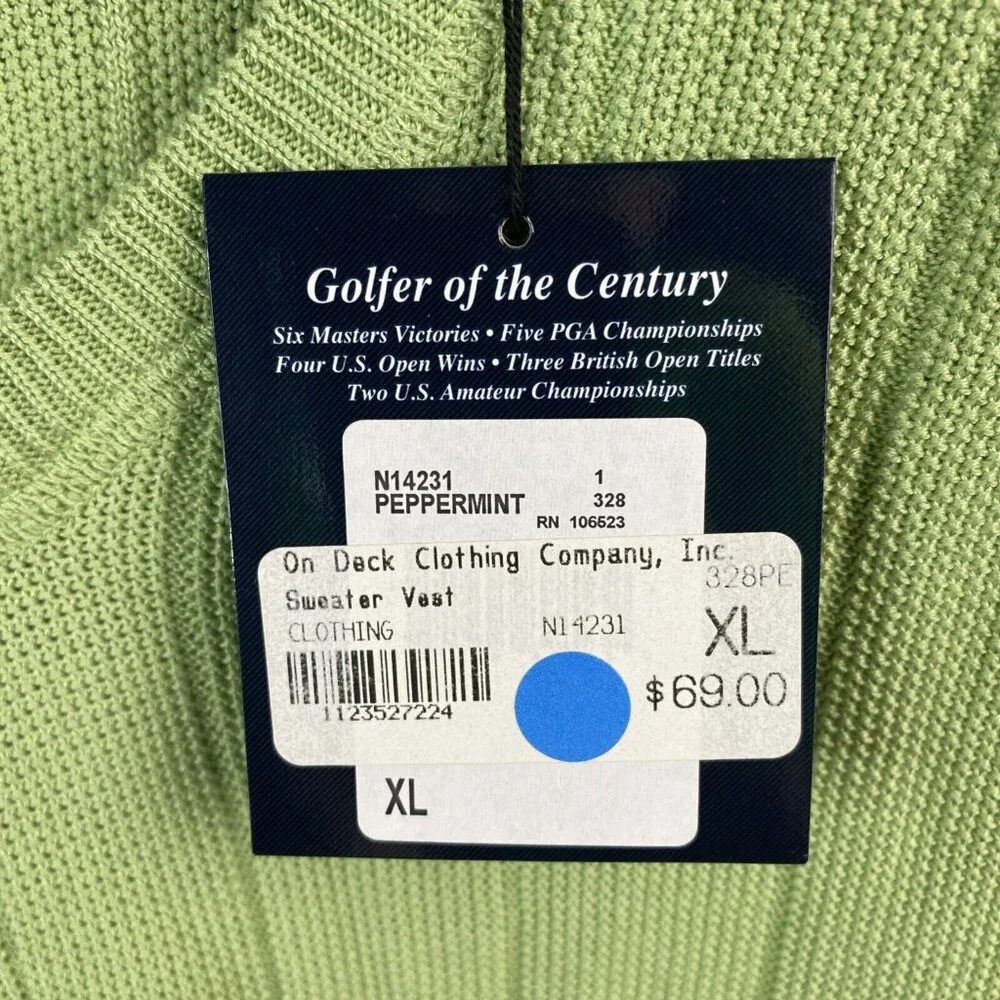 Golfer of the Century
Six Masters Victories • Five PGA Championships
Four U.S. Open Wins • Three British Open Titles
Two U.S. Amateur Championships
N14231 1
PEPPERMINT 328
RN 106523
On Deck Clothing Company, Inc.
328PE
Sweater Vest
CLOTHING N14231 XL
$69.00
1123527224
XL